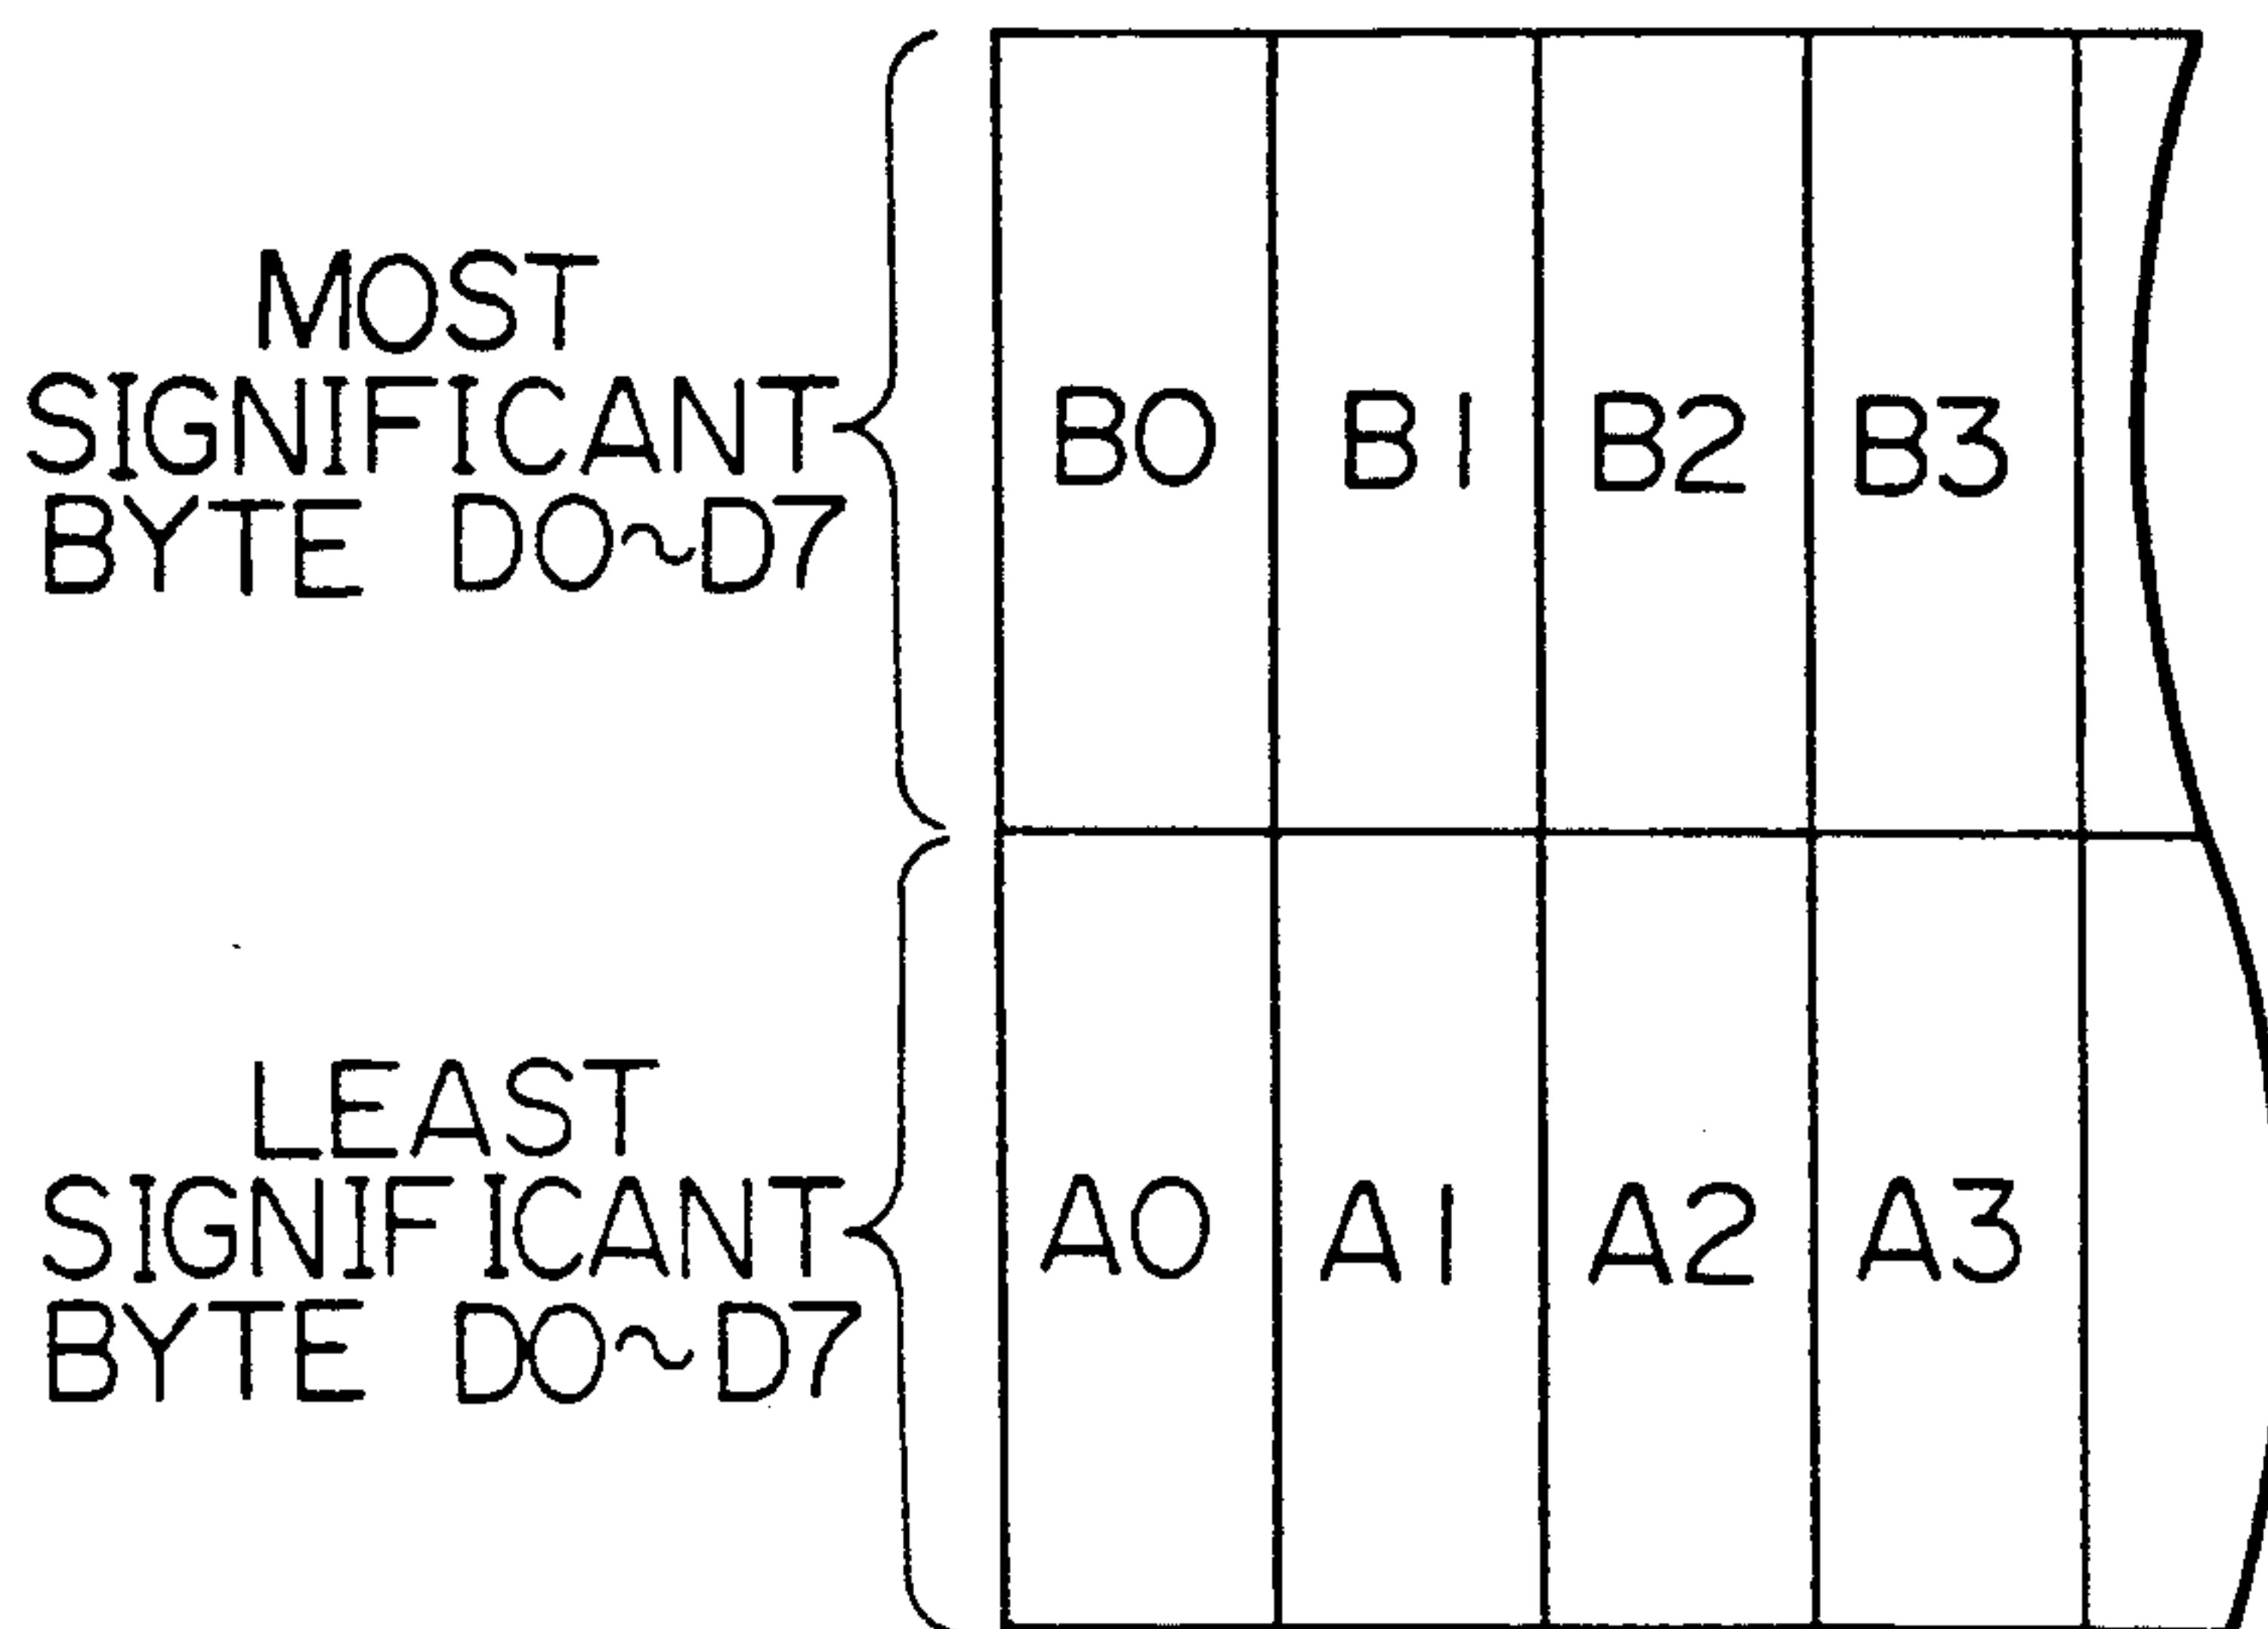 MOST
SIGNIFICANT
BYTE D0~D7
B0 B1 B2 B3
LEAST
SIGNIFICANT
BYTE D0~D7
A0 A1 A2 A3